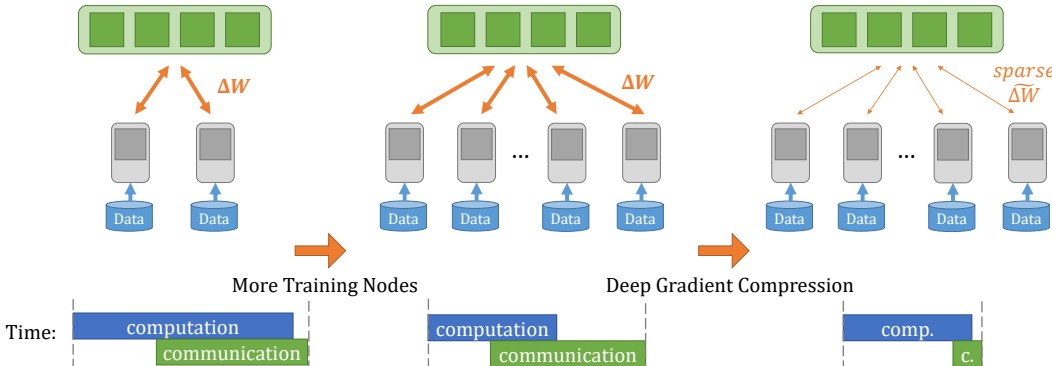 ΔW
ΔW
sparse
\widetilde{ΔW}
...
...
Data
Data
Data
Data
Data
Data
Data
Data
Data
Data
More Training Nodes
Deep Gradient Compression
Time:
computation
communication
computation
communication
comp.
c.